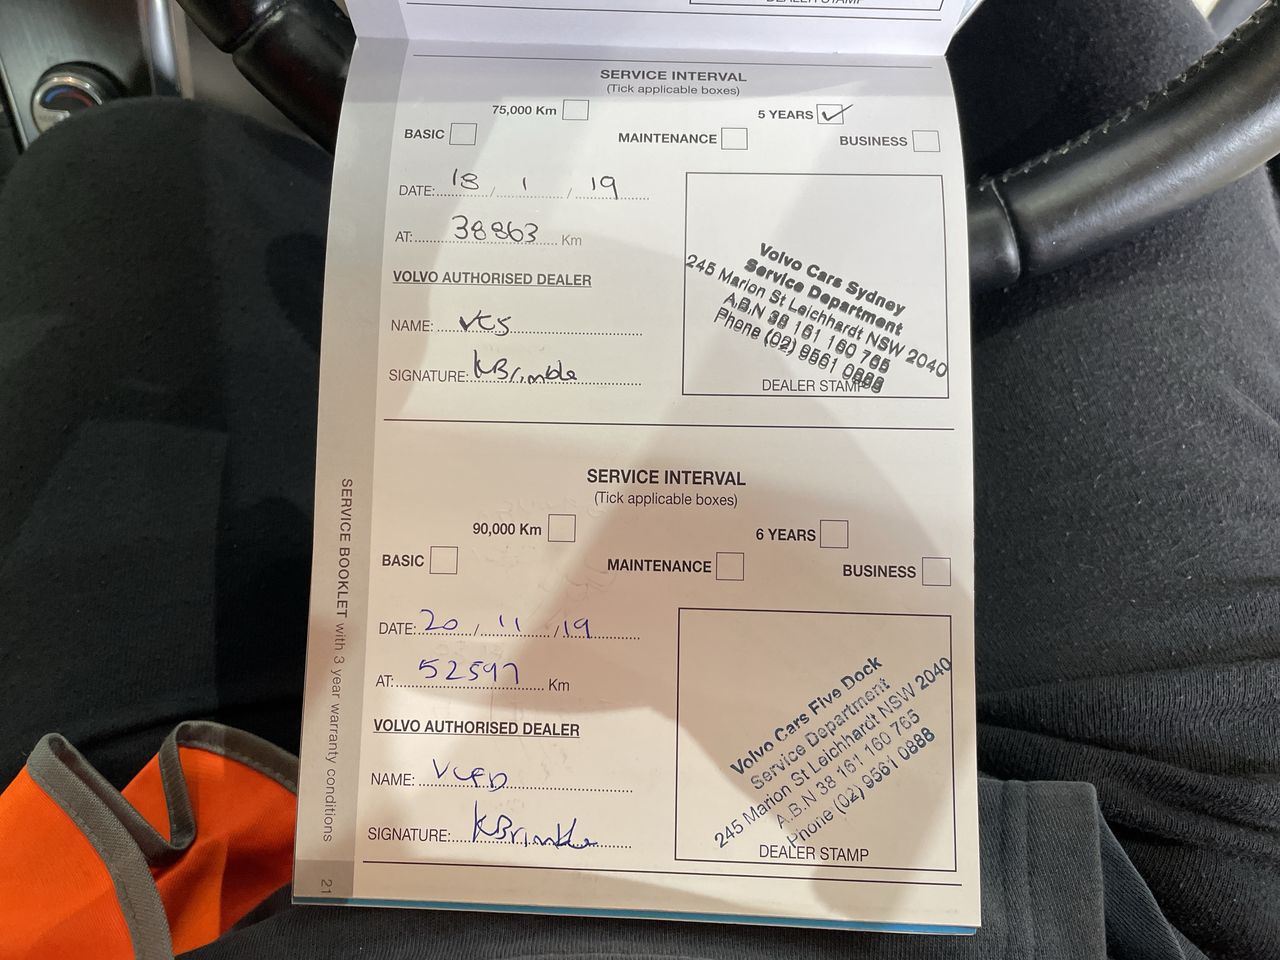 DEALER STAMP
SERVICE INTERVAL
(Tick applicable boxes)
75,000 Km
5 YEARS
BASIC
MAINTENANCE
BUSINESS
DATE: 18 / 1 / 19
AT: 38863 Km
VOLVO AUTHORISED DEALER
NAME: VCS
SIGNATURE: KBrimble
Volvo Cars Sydney
Service Department
245 Marion St Leichhardt NSW 2040
A.B.N 38 161 160 765
Phone (02) 9561 0888
DEALER STAMP
SERVICE INTERVAL
(Tick applicable boxes)
90,000 Km
6 YEARS
BASIC
MAINTENANCE
BUSINESS
DATE: 20 / 11 / 19
AT: 52597 Km
VOLVO AUTHORISED DEALER
NAME: VCFD
SIGNATURE: KBrimble
Volvo Cars Five Dock
Service Department
245 Marion St Leichhardt NSW 2040
A.B.N 38 161 160 765
Phone (02) 9561 0888
DEALER STAMP
SERVICE BOOKLET with 3 year warranty conditions
21